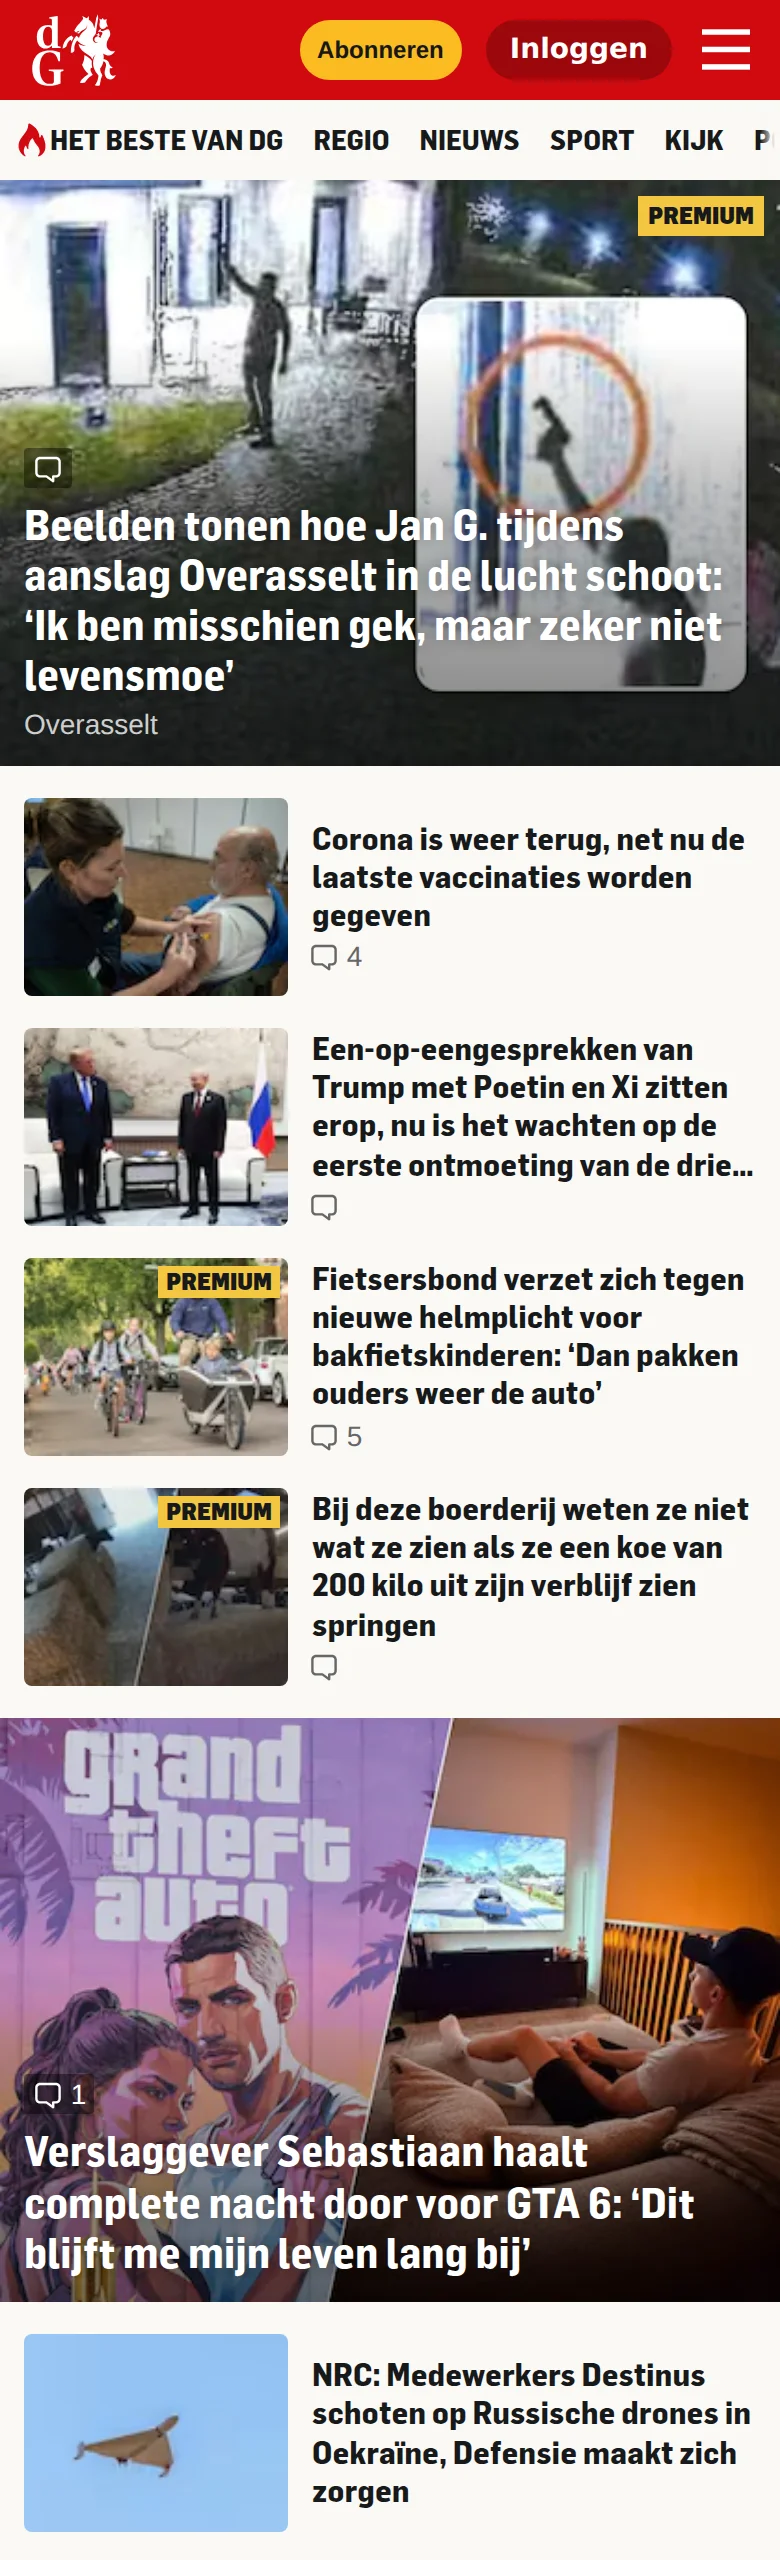 d
G
Abonneren
Inloggen
HET BESTE VAN DG
REGIO
NIEUWS
SPORT
KIJK
PREMIUM
Beelden tonen hoe Jan G. tijdens
aanslag Overasselt in de lucht schoot:
‘Ik ben misschien gek, maar zeker niet
levensmoe’
Overasselt
Corona is weer terug, net nu de
laatste vaccinaties worden
gegeven
4
Een-op-eengesprekken van
Trump met Poetin en Xi zitten
erop, nu is het wachten op de
eerste ontmoeting van de drie...
PREMIUM
Fietsersbond verzet zich tegen
nieuwe helmplicht voor
bakfietskinderen: ‘Dan pakken
ouders weer de auto’
5
PREMIUM
Bij deze boerderij weten ze niet
wat ze zien als ze een koe van
200 kilo uit zijn verblijf zien
springen
grand
theft
auto
1
Verslaggever Sebastiaan haalt
complete nacht door voor GTA 6: ‘Dit
blijft me mijn leven lang bij’
NRC: Medewerkers Destinus
schoten op Russische drones in
Oekraïne, Defensie maakt zich
zorgen